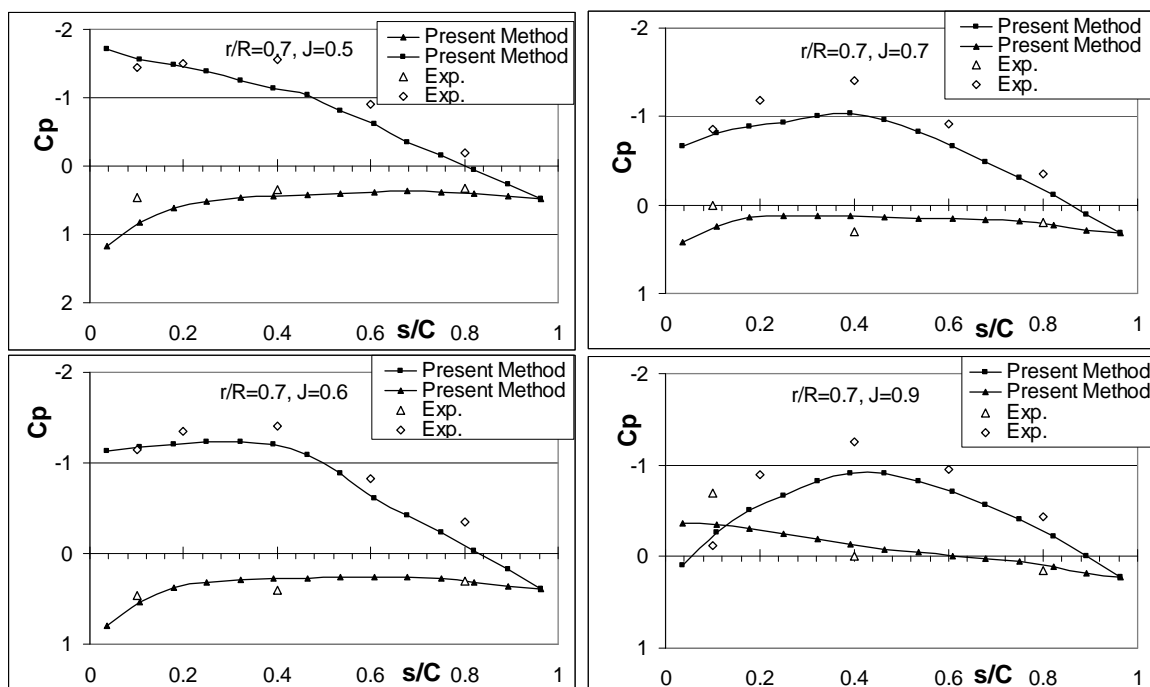 r/R=0.7, J=0.5
Present Method
Present Method
Exp.
Exp.
Cp
-2
-1
0
1
2
0
0.2
0.4
0.6
0.8
1
s/C
r/R=0.7, J=0.7
Present Method
Present Method
Exp.
Exp.
Cp
-2
-1
0
1
0
0.2
0.4
0.6
0.8
1
s/C
r/R=0.7, J=0.6
Present Method
Present Method
Exp.
Exp.
Cp
-2
-1
0
1
0
0.2
0.4
0.6
0.8
1
s/C
r/R=0.7, J=0.9
Present Method
Present Method
Exp.
Exp.
Cp
-2
-1
0
1
0
0.2
0.4
0.6
0.8
1
s/C